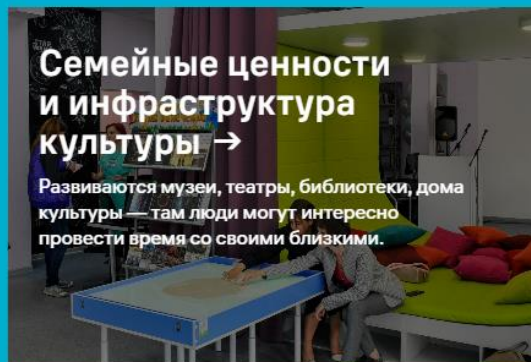 Семейные ценности
и инфраструктура
культуры →
Развиваются музеи, театры, библиотеки, дома
культуры — там люди могут интересно
провести время со своими близкими.